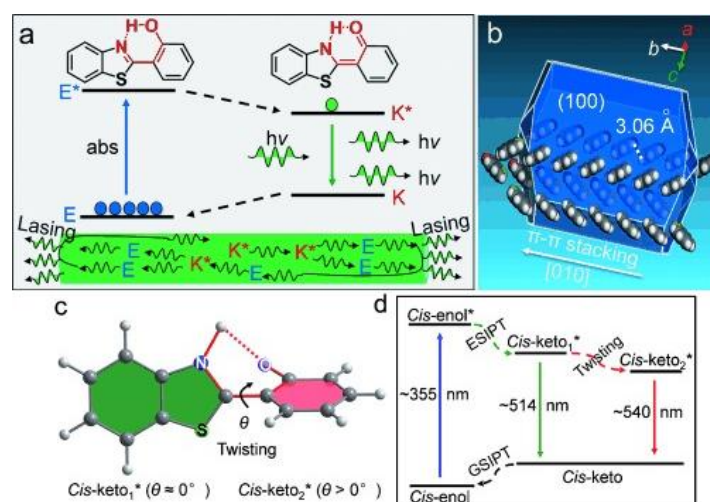 a
H-O
N
S
H·O
N
S
E*
K*
abs
hν
hν
hν
E
K
Lasing
Lasing
E K* K* E
E K* E E
b
a
b
c
(100)
3.06 Å
π-π stacking
[010]
c
N
O
S
θ
Twisting
Cis-keto₁* (θ ≈ 0°)
Cis-keto₂* (θ > 0°)
d
Cis-enol*
ESIPT
Cis-keto₁*
Twisting
Cis-keto₂*
~355 nm
~514 nm
~540 nm
GSIPT
Cis-keto
Cis-enol